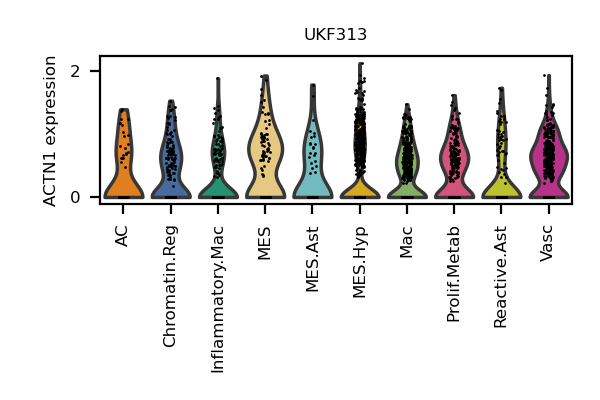 UKF313
ACTN1 expression
2
0
AC
Chromatin.Reg
Inflammatory.Mac
MES
MES.Ast
MES.Hyp
Mac
Prolif.Metab
Reactive.Ast
Vasc